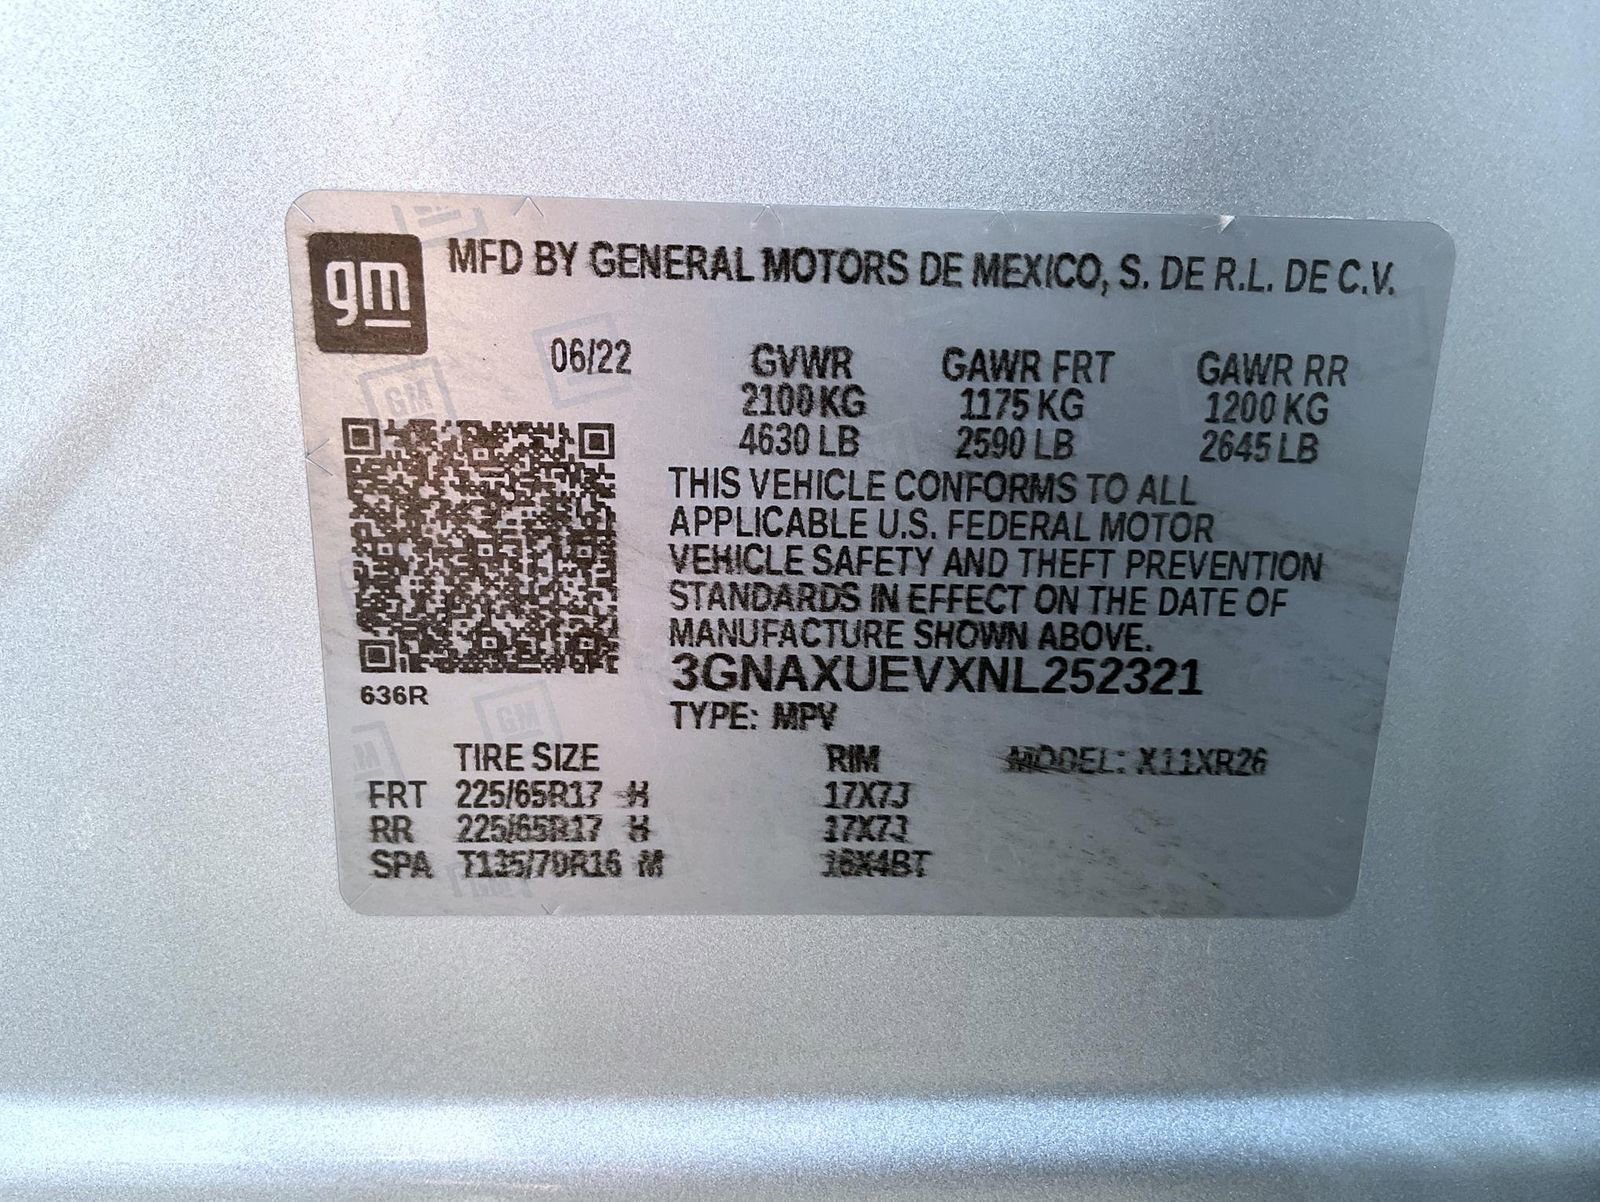 gm MFD BY GENERAL MOTORS DE MEXICO, S. DE R.L. DE C.V.
06/22 GVWR GAWR FRT GAWR RR
2100 KG 1175 KG 1200 KG
4630 LB 2590 LB 2645 LB
THIS VEHICLE CONFORMS TO ALL
APPLICABLE U.S. FEDERAL MOTOR
VEHICLE SAFETY AND THEFT PREVENTION
STANDARDS IN EFFECT ON THE DATE OF
MANUFACTURE SHOWN ABOVE.
3GNAXUEVXNL252321
636R
TYPE: MPV
TIRE SIZE RIM MODEL: X11XR26
FRT 225/65R17 H 17X7J
RR 225/65R17 H 17X7J
SPA T135/70R16 M 16X4BT